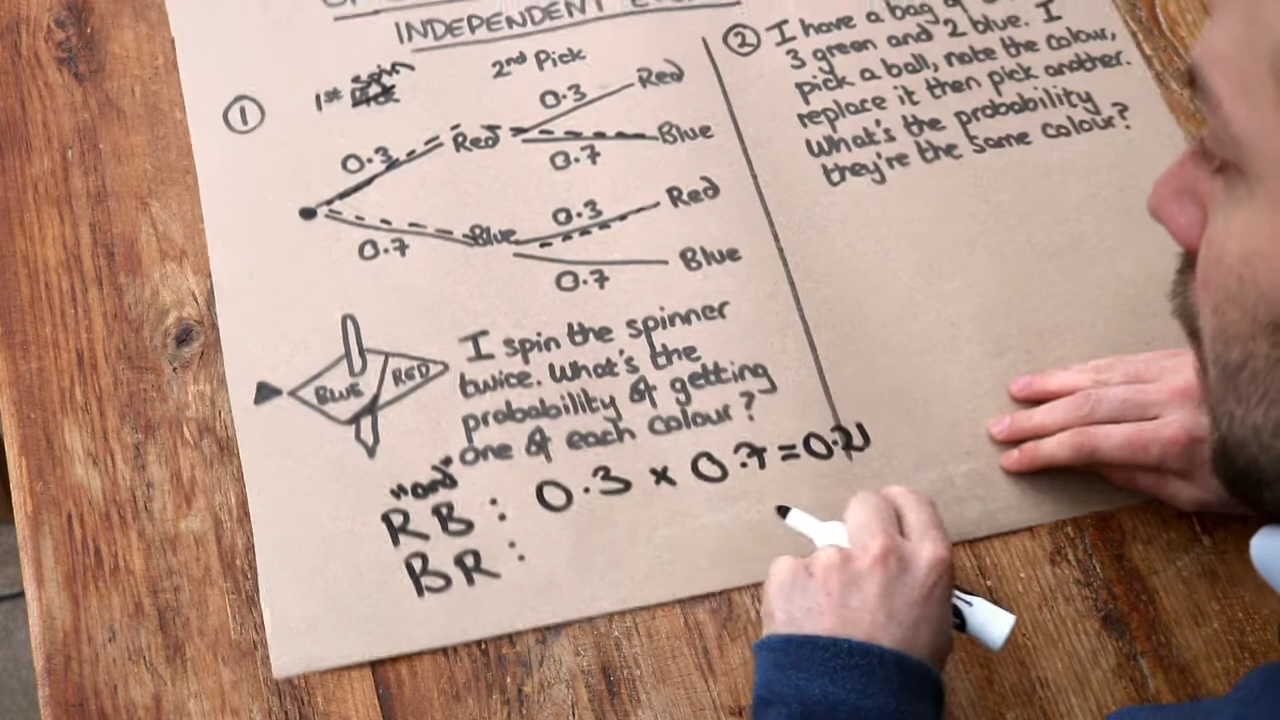 INDEPENDENT
①
1st Spin
2nd Pick
0.3
Red
0.3
Red
0.7
Blue
0.7
Blue
0.3
Red
0.7
Blue
BLUE
RED
I spin the spinner
twice. What's the
probability of getting
one of each colour?
"and"
RB: 0.3 × 0.7 = 0.21
BR:
②
I have a bag
3 green and 2 blue. I
pick a ball, note the colour,
replace it then pick another.
What's the probability
they're the same colour?